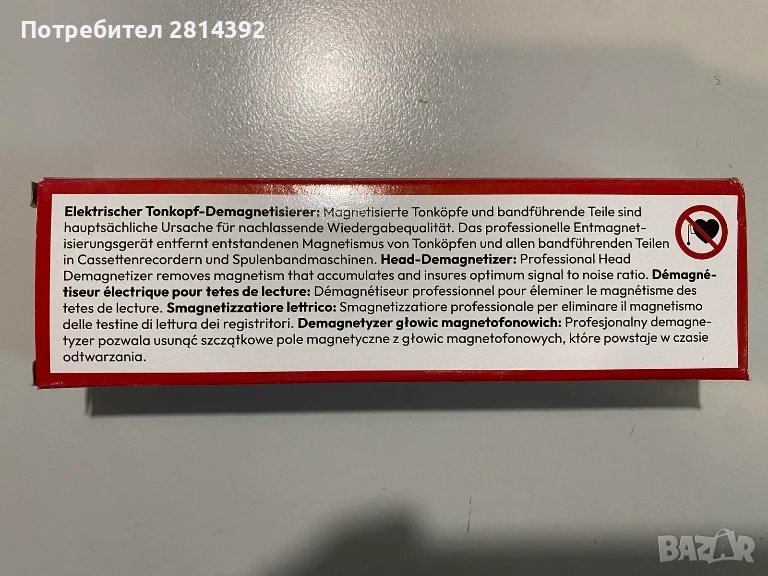 Потребител 2814392
Elektrischer Tonkopf-Demagnetisierer: Magnetisierte Tonköpfe und bandführende Teile sind
hauptsächliche Ursache für nachlassende Wiedergabequalität. Das professionelle Entmagnet-
isierungsgerät entfernt entstandenen Magnetismus von Tonköpfen und allen bandführenden Teilen
in Cassettenrecordern und Spulenbandmaschinen. Head-Demagnetizer: Professional Head
Demagnetizer removes magnetism that accumulates and insures optimum signal to noise ratio. Démagné-
tiseur électrique pour tetes de lecture: Démagnétiseur professionnel pour éleminer le magnétisme des
tetes de lecture. Smagnetizzatiore lettrico: Smagnetizzatiore professionale per eliminare il magnetismo
delle testine di lettura dei registritori. Demagnetyzer głowic magnetofonowich: Profesjonalny demagne-
tyzer pozwala usunąć szczątkowe pole magnetyczne z głowic magnetofonowych, które powstaje w czasie
odtwarzania.
BAZAR